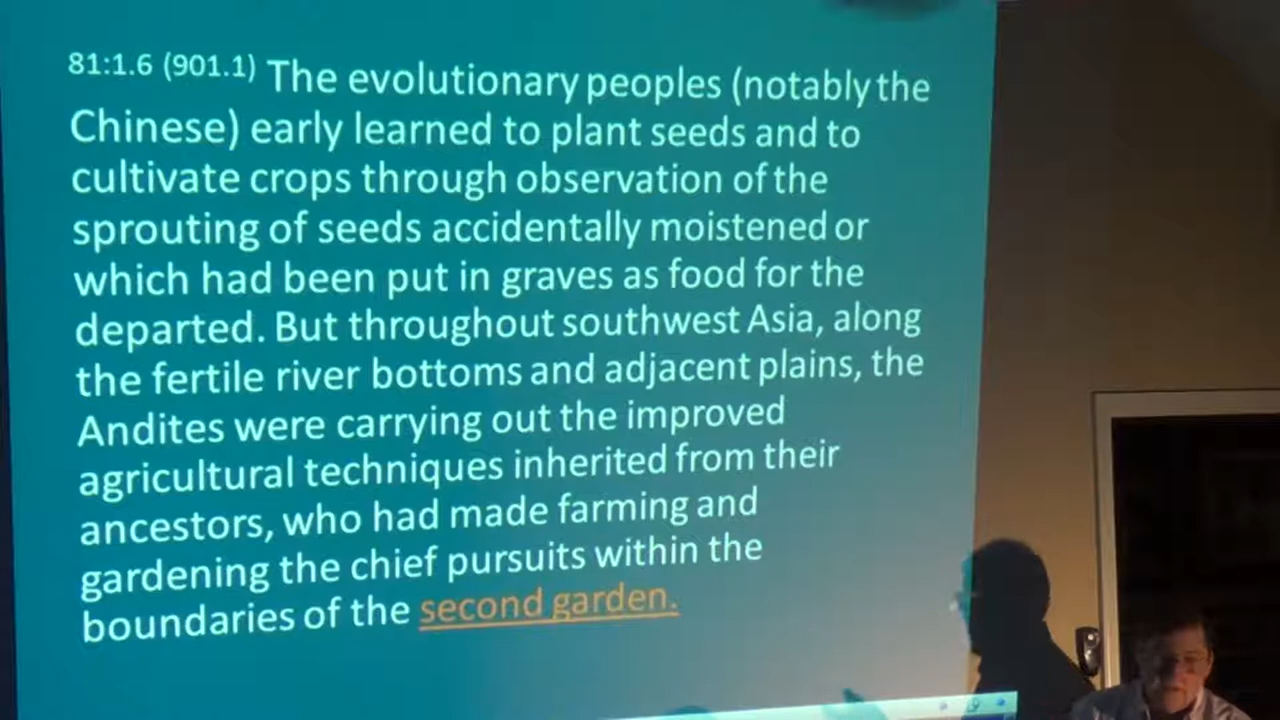 81:1.6 (901.1) The evolutionary peoples (notably the
Chinese) early learned to plant seeds and to
cultivate crops through observation of the
sprouting of seeds accidentally moistened or
which had been put in graves as food for the
departed. But throughout southwest Asia, along
the fertile river bottoms and adjacent plains, the
Andites were carrying out the improved
agricultural techniques inherited from their
ancestors, who had made farming and
gardening the chief pursuits within the
boundaries of the second garden.